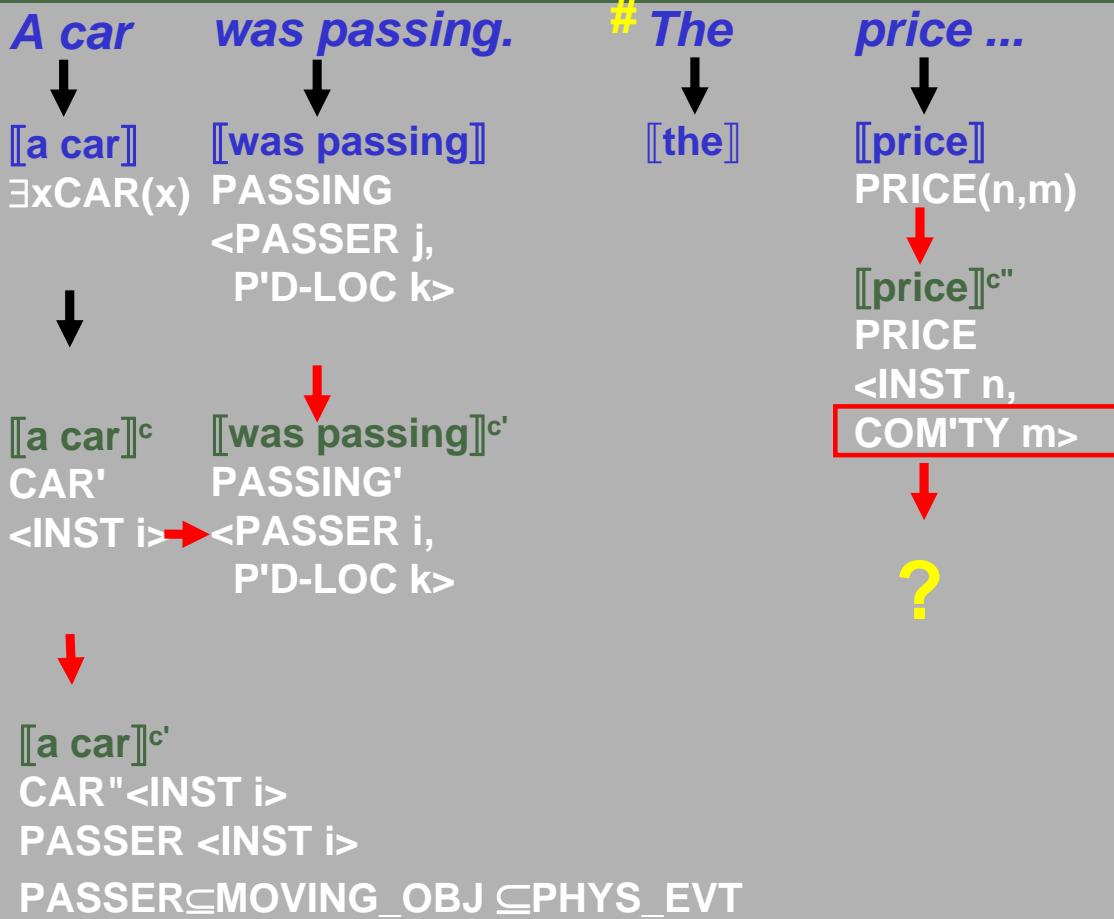 A car was passing. # The price ...
⟦a car⟧ ⟦was passing⟧ ⟦the⟧ ⟦price⟧
∃xCAR(x) PASSING PRICE(n,m)
<PASSER j,
P'D-LOC k> ⟦price⟧c"
PRICE
<INST n,
⟦a car⟧c ⟦was passing⟧c' COM'TY m>
CAR' PASSING'
<INST i> <PASSER i,
P'D-LOC k> ?
⟦a car⟧c'
CAR"<INST i>
PASSER <INST i>
PASSER⊆MOVING_OBJ ⊆PHYS_EVT